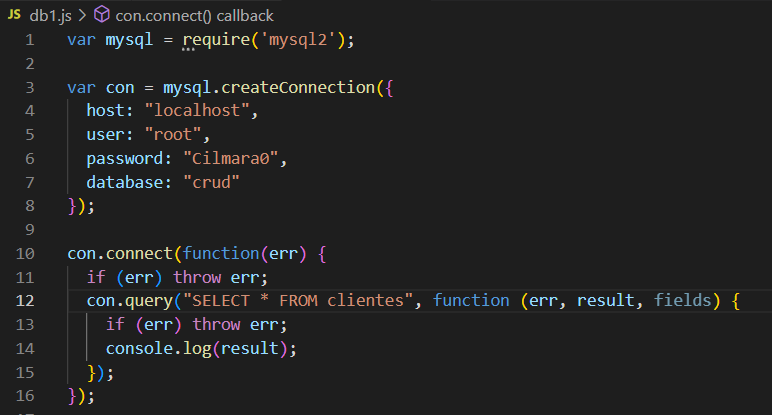 JS db1.js > con.connect() callback
1 var mysql = require('mysql2');
2
3 var con = mysql.createConnection({
4   host: "localhost",
5   user: "root",
6   password: "Cilmara0",
7   database: "crud"
8 });
9
10 con.connect(function(err) {
11   if (err) throw err;
12   con.query("SELECT * FROM clientes", function (err, result, fields) {
13     if (err) throw err;
14     console.log(result);
15   });
16 });
17